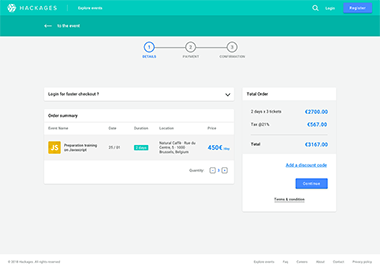 HACKAGES
Explore events
Login
Register
to the event
1
2
3
DETAILS
PAYMENT
CONFIRMATION
Login for faster checkout ?
Order summary
Event Name
Date
Duration
Location
Price
JS
Preparation training
on Javascript
23 / 01
2 days
Natural Caffé : Rue du
Centre, 5 - 1000
Brussels, Belgium
450€
Quantity
3
Total Order
2 days x 3 tickets
€2700.00
Tax @21%
€567.00
Total
€3167.00
Add a discount code
Continue
Terms & condition
© 2018 Hackages. All rights reserved
Explore events
Faq
Careers
About
Contact
Privacy policy